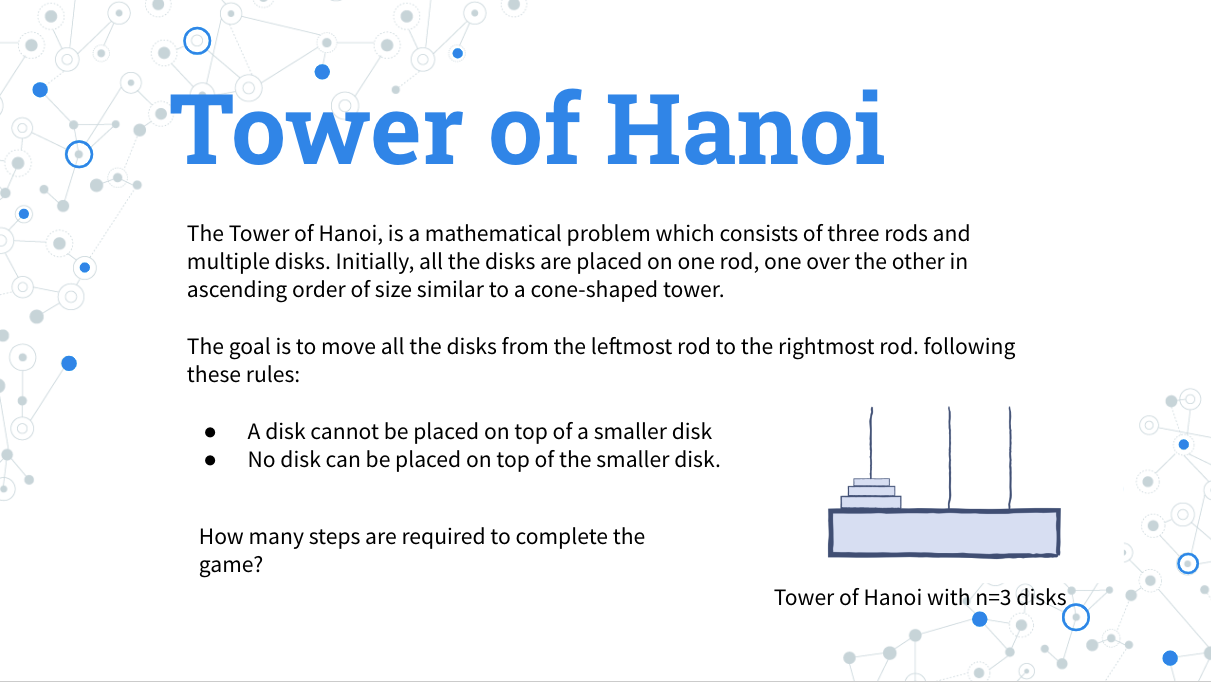 Tower of Hanoi
The Tower of Hanoi, is a mathematical problem which consists of three rods and
multiple disks. Initially, all the disks are placed on one rod, one over the other in
ascending order of size similar to a cone-shaped tower.
The goal is to move all the disks from the leftmost rod to the rightmost rod. following
these rules:
● A disk cannot be placed on top of a smaller disk
● No disk can be placed on top of the smaller disk.
How many steps are required to complete the
game?
Tower of Hanoi with n=3 disks